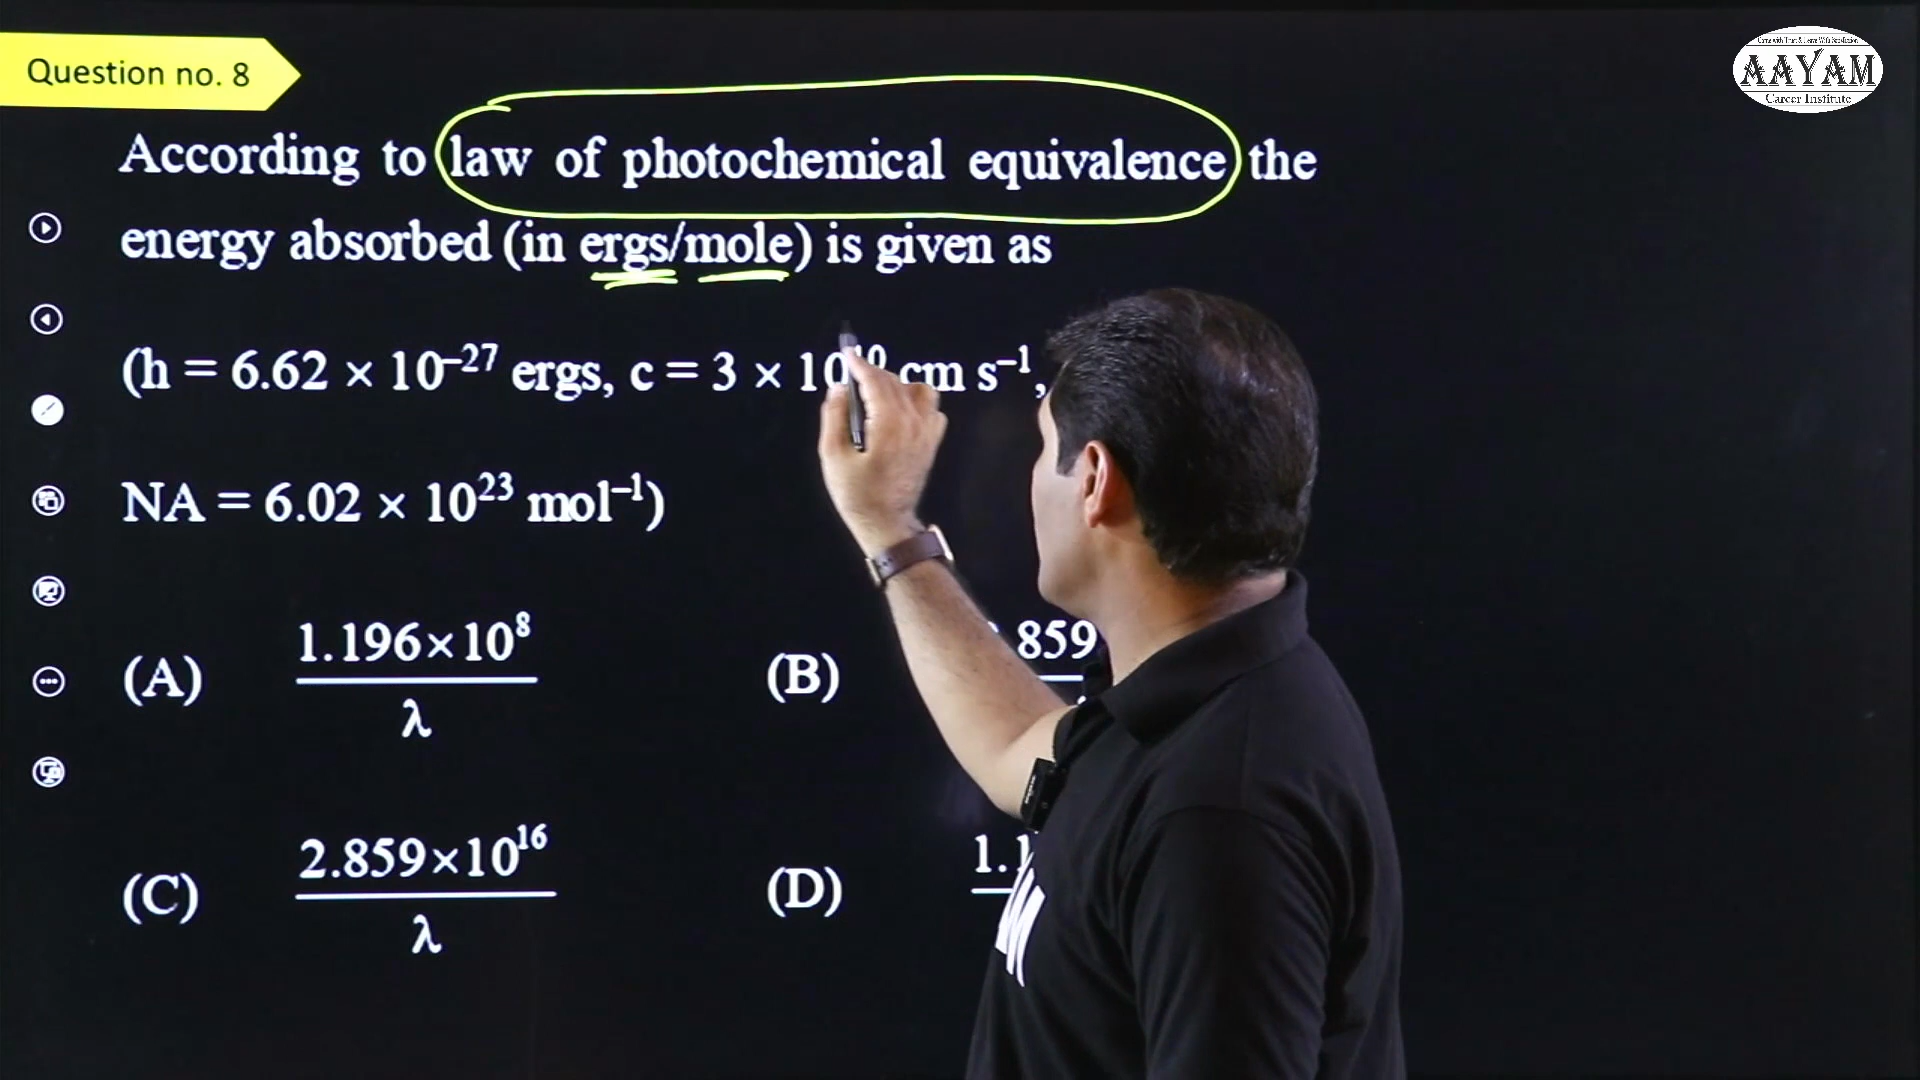 Question no. 8
AAYAM
Career Institute
According to law of photochemical equivalence the
energy absorbed (in ergs/mole) is given as
(h = 6.62 × 10⁻²⁷ ergs, c = 3 × 10¹⁰ cm s⁻¹,
NA = 6.02 × 10²³ mol⁻¹)
(A) 1.196×10⁸
λ
(B) 859
(C) 2.859×10¹⁶
λ
(D) 1.1